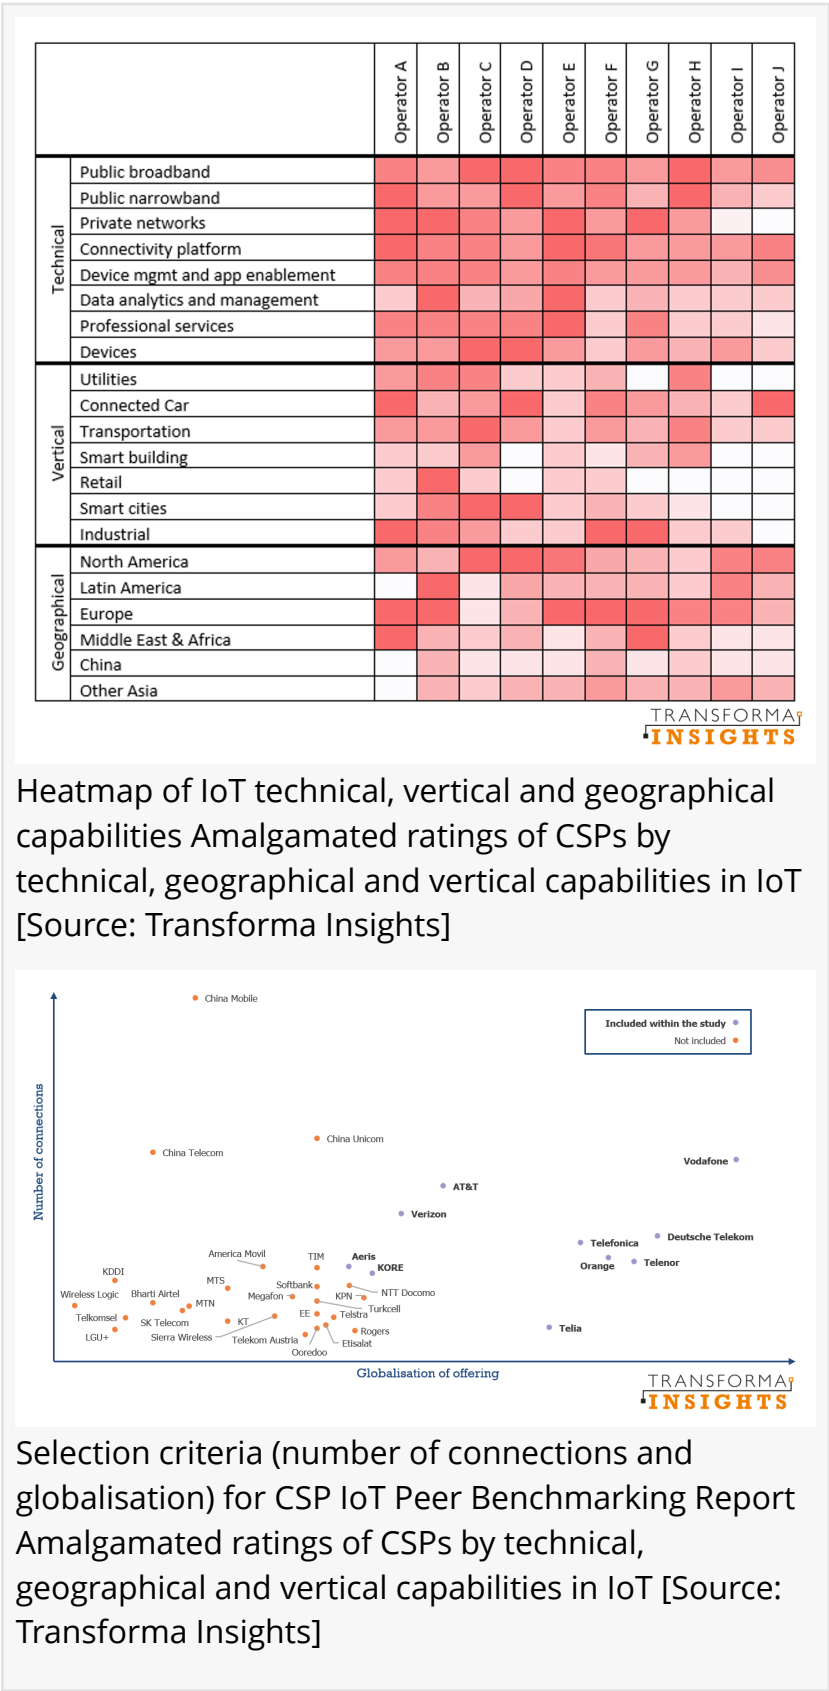 Operator A
Operator B
Operator C
Operator D
Operator E
Operator F
Operator G
Operator H
Operator I
Operator J
Technical
Public broadband
Public narrowband
Private networks
Connectivity platform
Device mgmt and app enablement
Data analytics and management
Professional services
Devices
Vertical
Utilities
Connected Car
Transportation
Smart building
Retail
Smart cities
Industrial
Geographical
North America
Latin America
Europe
Middle East & Africa
China
Other Asia
TRANSFORMA
INSIGHTS
Heatmap of IoT technical, vertical and geographical
capabilities Amalgamated ratings of CSPs by
technical, geographical and vertical capabilities in IoT
[Source: Transforma Insights]
Number of connections
China Mobile
Included within the study
Not included
China Unicom
China Telecom
Vodafone
AT&T
Verizon
Deutsche Telekom
Telefonica
America Movil
TIM
Aeris
Orange
Telenor
KORE
KDDI
MTS
Softbank
Wireless Logic
Bharti Airtel
Megafon
KPN
NTT Docomo
MTN
Turkcell
Telkomsel
SK Telecom
KT
EE
Telstra
LGU+
Sierra Wireless
Telekom Austria
Rogers
Telia
Etisalat
Ooredoo
Globalisation of offering
TRANSFORMA
INSIGHTS
Selection criteria (number of connections and
globalisation) for CSP IoT Peer Benchmarking Report
Amalgamated ratings of CSPs by technical,
geographical and vertical capabilities in IoT [Source:
Transforma Insights]